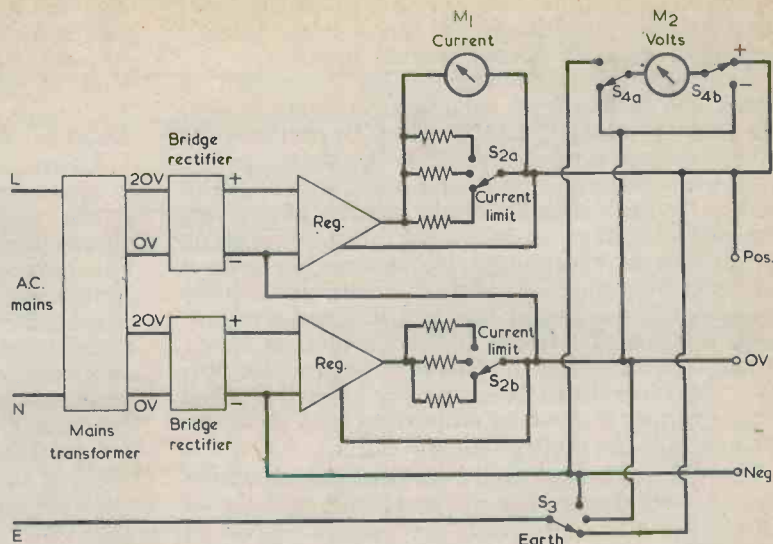 M₁
Current
M₂
Volts
+
S₄ₐ
S₄b
−
Bridge
rectifier
S₂ₐ
L
20V
+
Current
limit
Reg.
0V
−
Pos.
A.C.
mains
20V
+
Current
limit
Reg.
0V
S₂b
N
0V
−
Mains
transformer
Bridge
rectifier
Neg
S₃
E
Earth